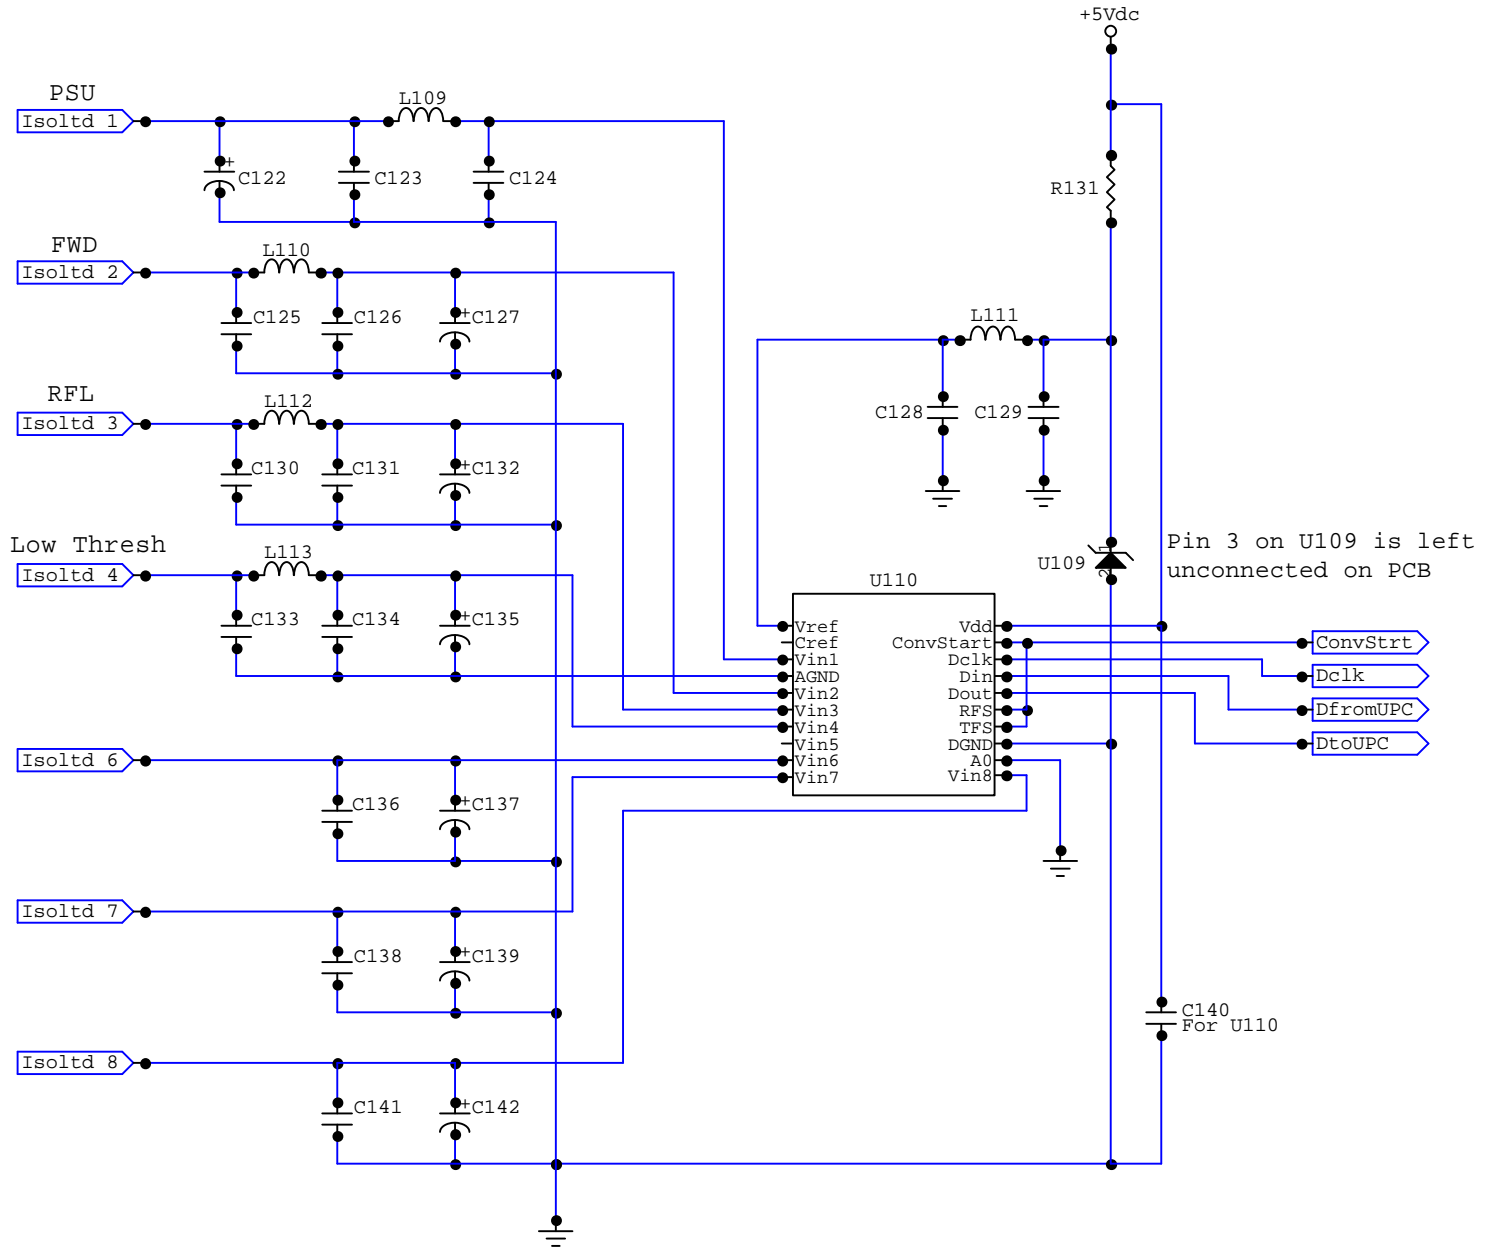 +5Vdc
PSU
Isoltd 1
L109
C122
+
C123
C124
R131
FWD
Isoltd 2
L110
C125
C126
+
C127
L111
C128
C129
RFL
Isoltd 3
L112
C130
C131
+
C132
Low Thresh
Isoltd 4
L113
C133
C134
+
C135
U109
1
2
Pin 3 on U109 is left
unconnected on PCB
U110
Vref
Cref
Vin1
AGND
Vin2
Vin3
Vin4
Vin5
Vin6
Vin7
Vdd
ConvStart
Dclk
Din
Dout
RFS
TFS
DGND
A0
Vin8
ConvStrt
Dclk
DfromUPC
DtoUPC
Isoltd 6
C136
+
C137
Isoltd 7
C138
+
C139
C140
For U110
Isoltd 8
C141
+
C142